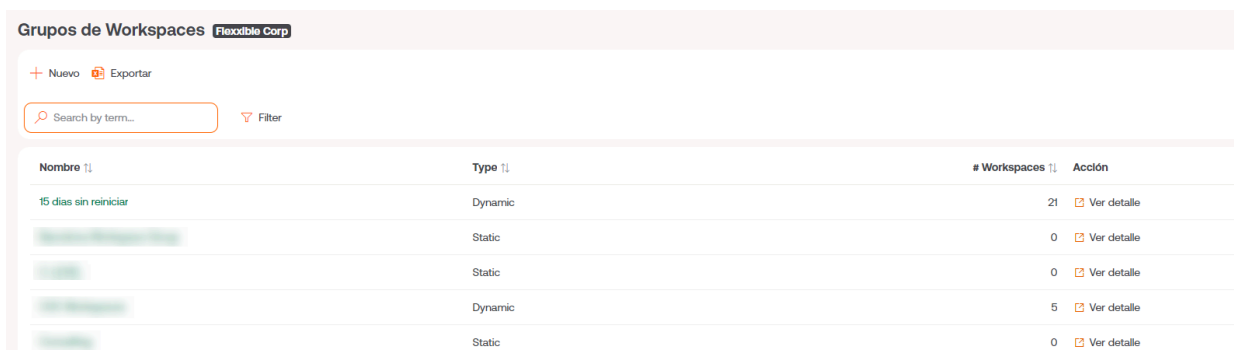 Grupos de Workspaces Flexxible Corp
Nuevo Exportar
Search by term... Filter
Nombre Type # Workspaces Acción
15 dias sin reiniciar Dynamic 21 Ver detalle
Static 0 Ver detalle
Static 0 Ver detalle
Dynamic 5 Ver detalle
Static 0 Ver detalle